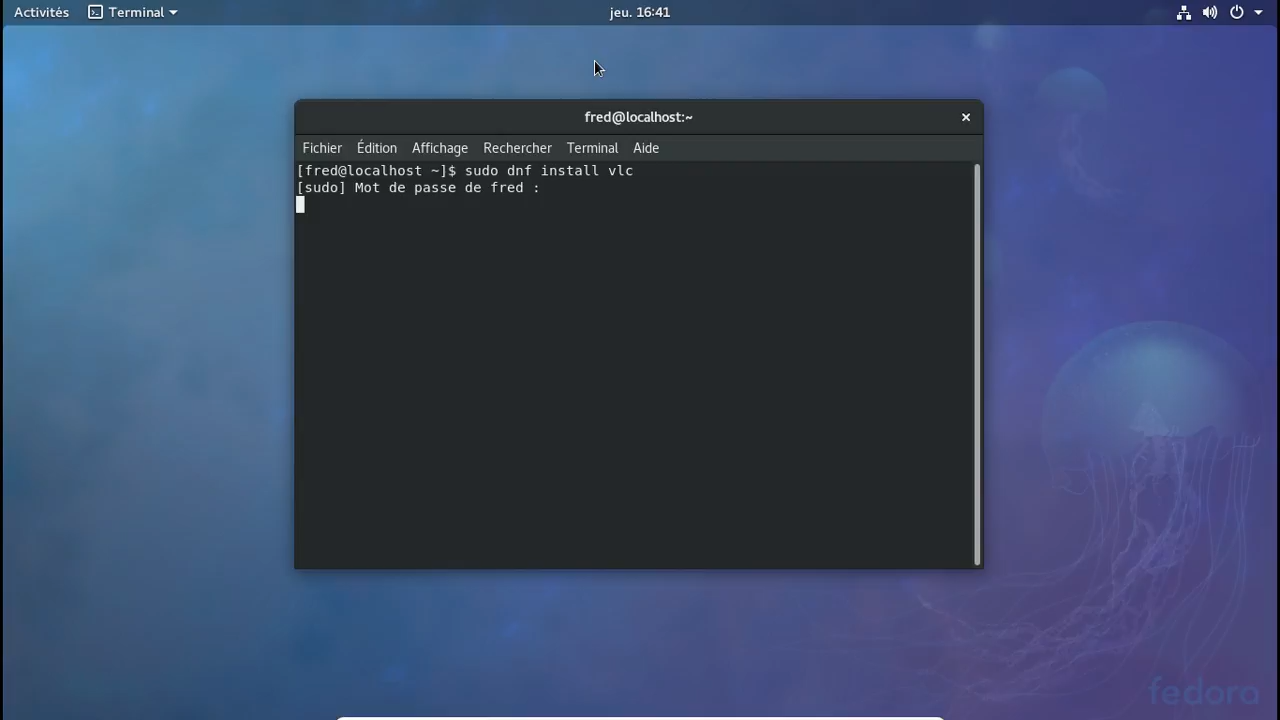 Activités Terminal jeu. 16:41
fred@localhost:~
Fichier Édition Affichage Rechercher Terminal Aide
[fred@localhost ~]$ sudo dnf install vlc
[sudo] Mot de passe de fred :
fedora